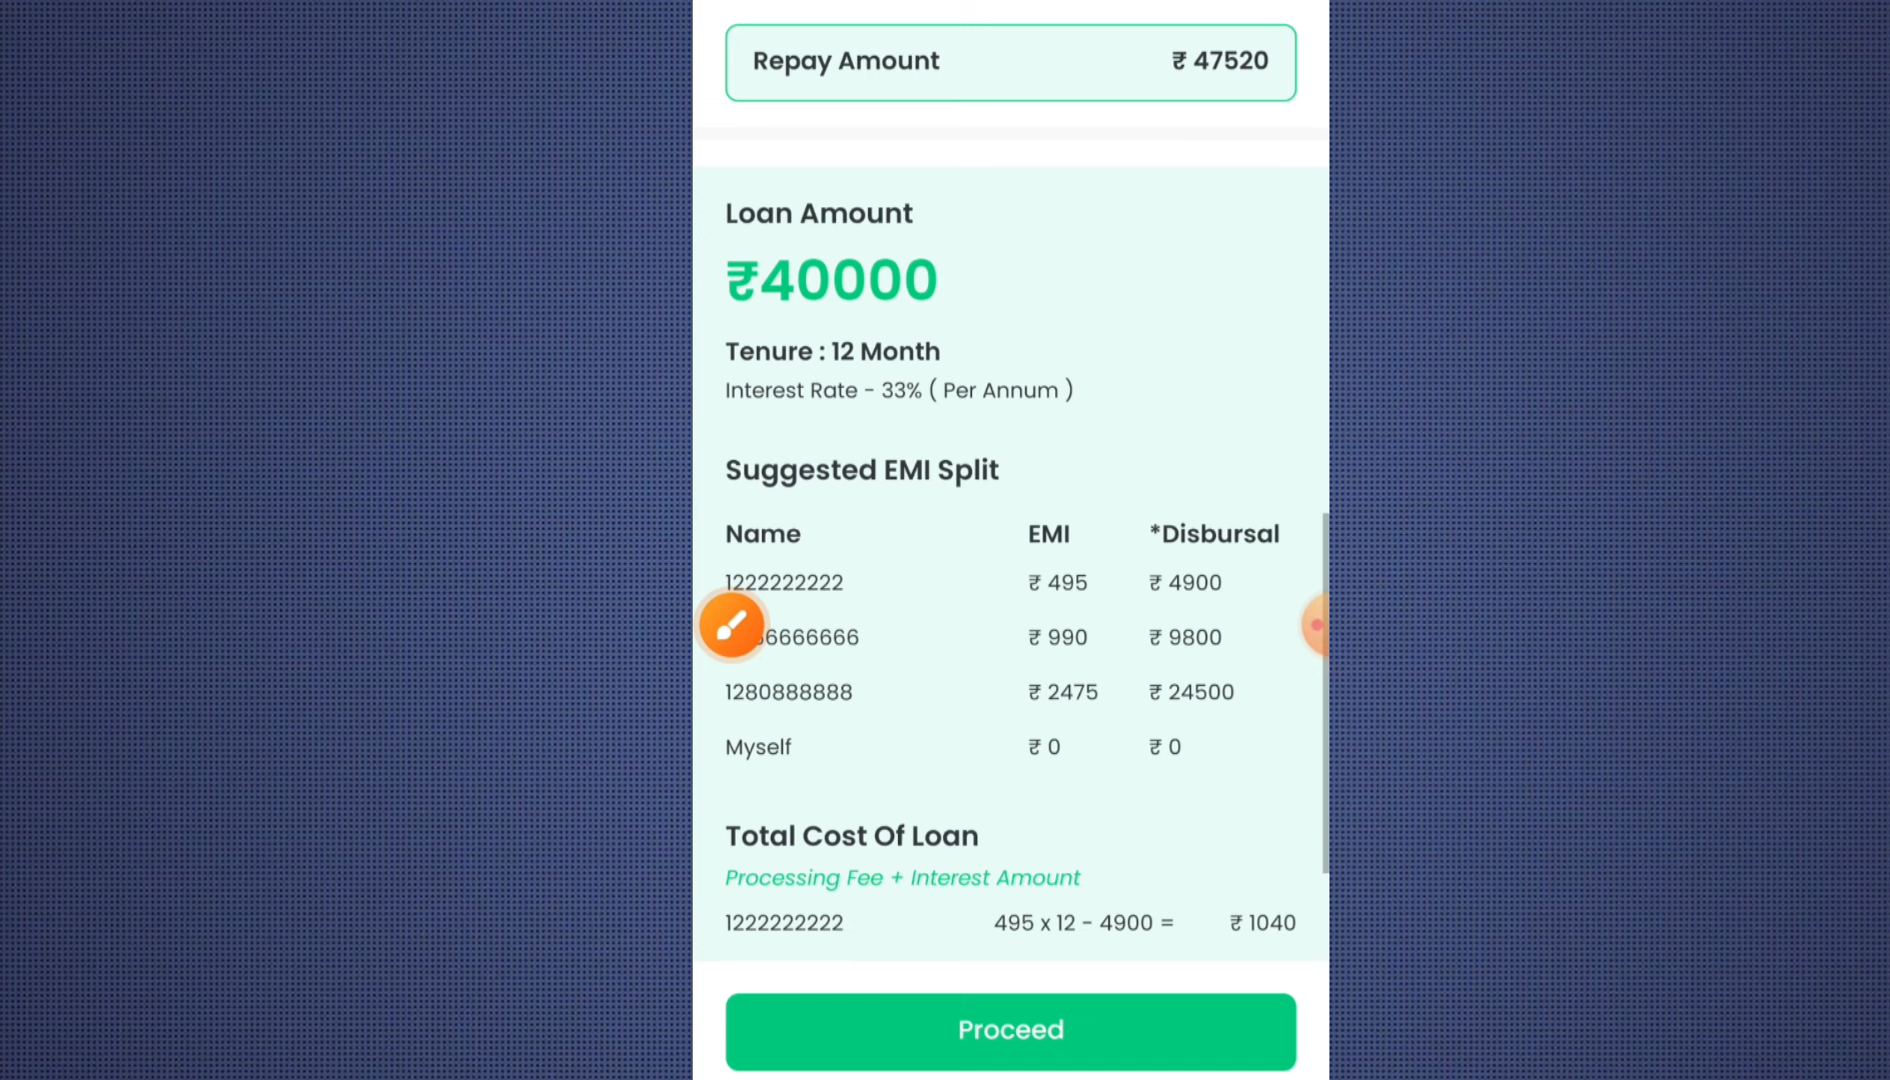 Repay Amount ₹ 47520
Loan Amount
₹40000
Tenure : 12 Month
Interest Rate - 33% ( Per Annum )
Suggested EMI Split
Name EMI *Disbursal
1222222222 ₹ 495 ₹ 4900
6666666 ₹ 990 ₹ 9800
1280888888 ₹ 2475 ₹ 24500
Myself ₹ 0 ₹ 0
Total Cost Of Loan
Processing Fee + Interest Amount
1222222222 495 x 12 - 4900 = ₹ 1040
Proceed